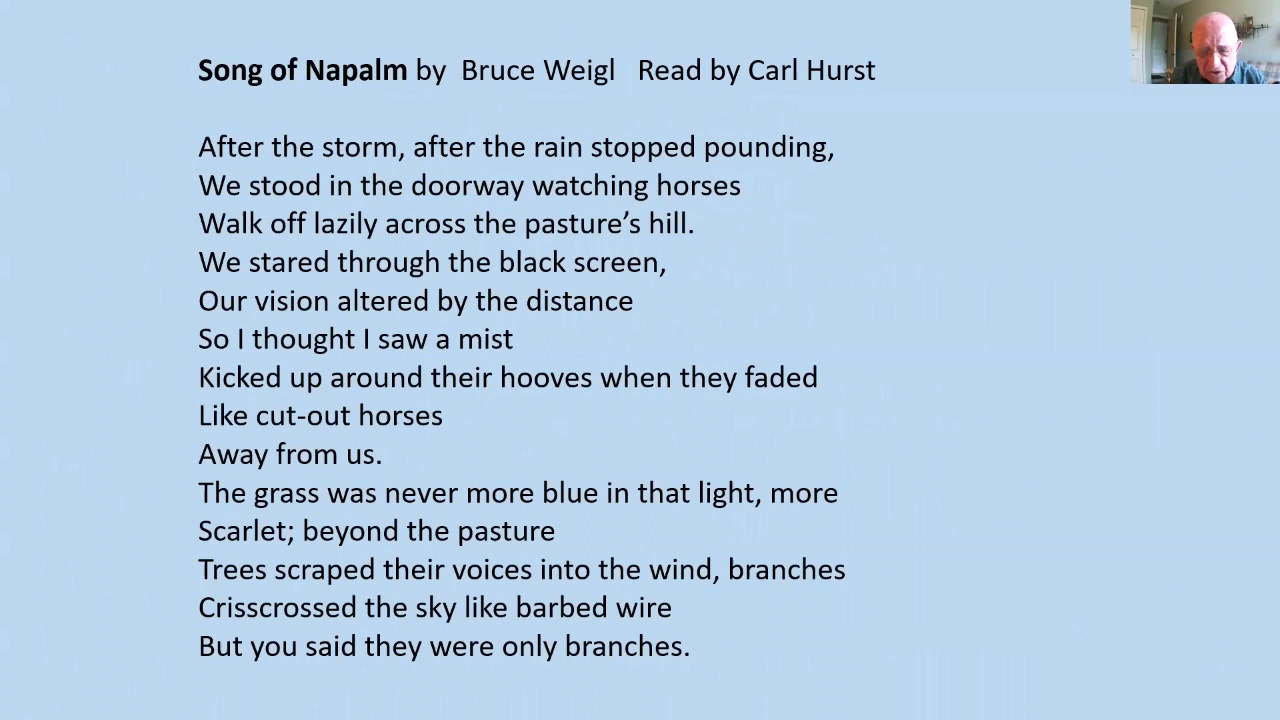 Song of Napalm by Bruce Weigl Read by Carl Hurst
After the storm, after the rain stopped pounding,
We stood in the doorway watching horses
Walk off lazily across the pasture’s hill.
We stared through the black screen,
Our vision altered by the distance
So I thought I saw a mist
Kicked up around their hooves when they faded
Like cut-out horses
Away from us.
The grass was never more blue in that light, more
Scarlet; beyond the pasture
Trees scraped their voices into the wind, branches
Crisscrossed the sky like barbed wire
But you said they were only branches.